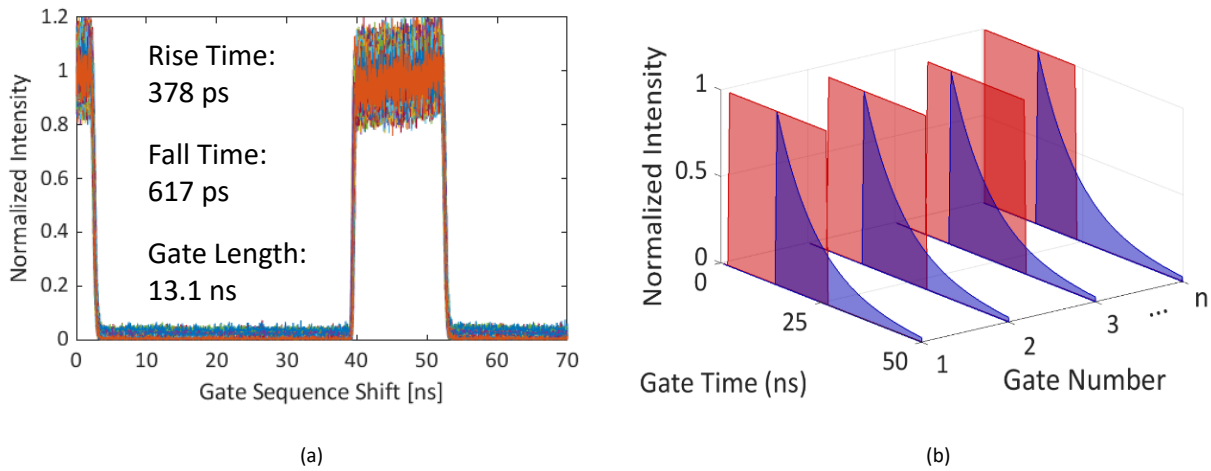 1.2
1
0.8
0.6
0.4
0.2
0
Normalized Intensity
Rise Time:
378 ps
Fall Time:
617 ps
Gate Length:
13.1 ns
0 10 20 30 40 50 60 70
Gate Sequence Shift [ns]
(a)
1
0.5
0
Normalized Intensity
0
25
50
Gate Time (ns)
1 2 3 ... n
Gate Number
(b)